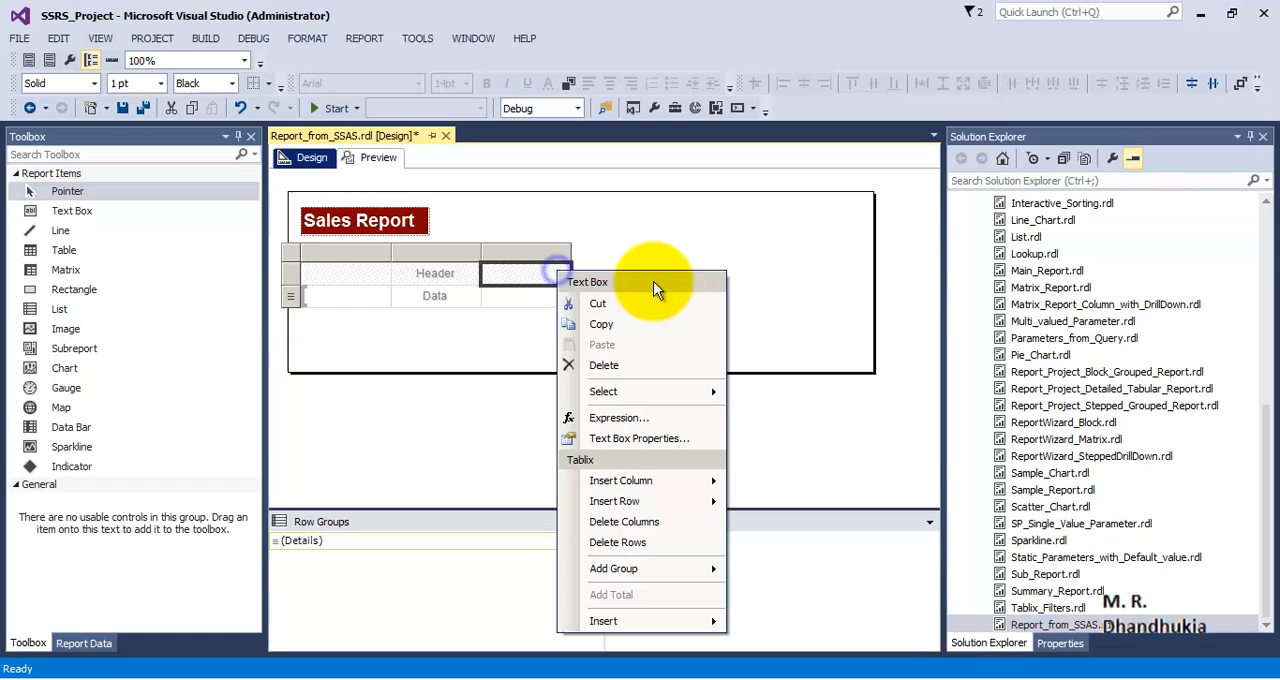 SSRS_Project - Microsoft Visual Studio (Administrator)
2
Quick Launch (Ctrl+Q)
FILE EDIT VIEW PROJECT BUILD DEBUG FORMAT REPORT TOOLS WINDOW HELP
100%
Solid 1 pt Black Arial 14pt B I U A
Start Debug
Toolbox
Search Toolbox
Report Items
Pointer
Text Box
Line
Table
Matrix
Rectangle
List
Image
Subreport
Chart
Gauge
Map
Data Bar
Sparkline
Indicator
General
There are no usable controls in this group. Drag an
item onto this text to add it to the toolbox.
Toolbox Report Data
Report_from_SSAS.rdl [Design]*
Design Preview
Sales Report
Header
Data
Text Box
Cut
Copy
Paste
Delete
Select
fx Expression...
Text Box Properties...
Tablix
Insert Column
Insert Row
Delete Columns
Delete Rows
Add Group
Add Total
Insert
Row Groups
(Details)
Solution Explorer
Search Solution Explorer (Ctrl+;)
Interactive_Sorting.rdl
Line_Chart.rdl
List.rdl
Lookup.rdl
Main_Report.rdl
Matrix_Report.rdl
Matrix_Report_Column_with_DrillDown.rdl
Multi_valued_Parameter.rdl
Parameters_from_Query.rdl
Pie_Chart.rdl
Report_Project_Block_Grouped_Report.rdl
Report_Project_Detailed_Tabular_Report.rdl
Report_Project_Stepped_Grouped_Report.rdl
ReportWizard_Block.rdl
ReportWizard_Matrix.rdl
ReportWizard_SteppedDrillDown.rdl
Sample_Chart.rdl
Sample_Report.rdl
Scatter_Chart.rdl
SP_Single_Value_Parameter.rdl
Sparkline.rdl
Static_Parameters_with_Default_value.rdl
Sub_Report.rdl
Summary_Report.rdl
Tablix_Filters.rdl
Report_from_SSAS.
M. R.
Dhandhukia
Solution Explorer Properties
Ready